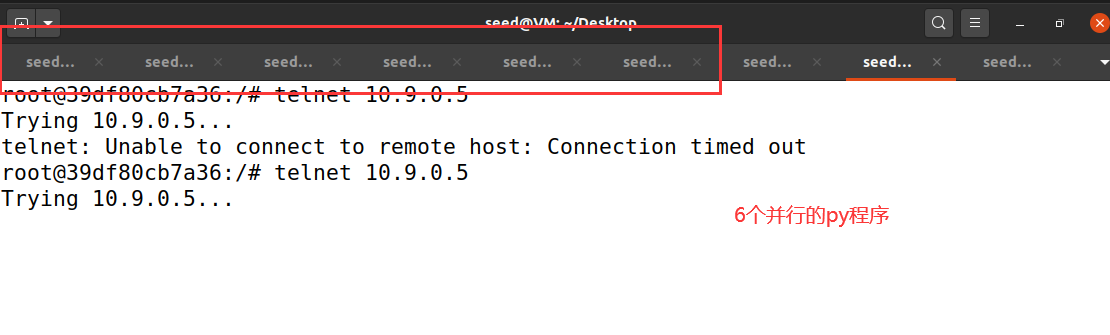 seed@VM: ~/Desktop
seed... seed... seed... seed... seed... seed... seed... seed... seed...
root@39df80cb7a36:/# telnet 10.9.0.5
Trying 10.9.0.5...
telnet: Unable to connect to remote host: Connection timed out
root@39df80cb7a36:/# telnet 10.9.0.5
Trying 10.9.0.5...
6个并行的py程序